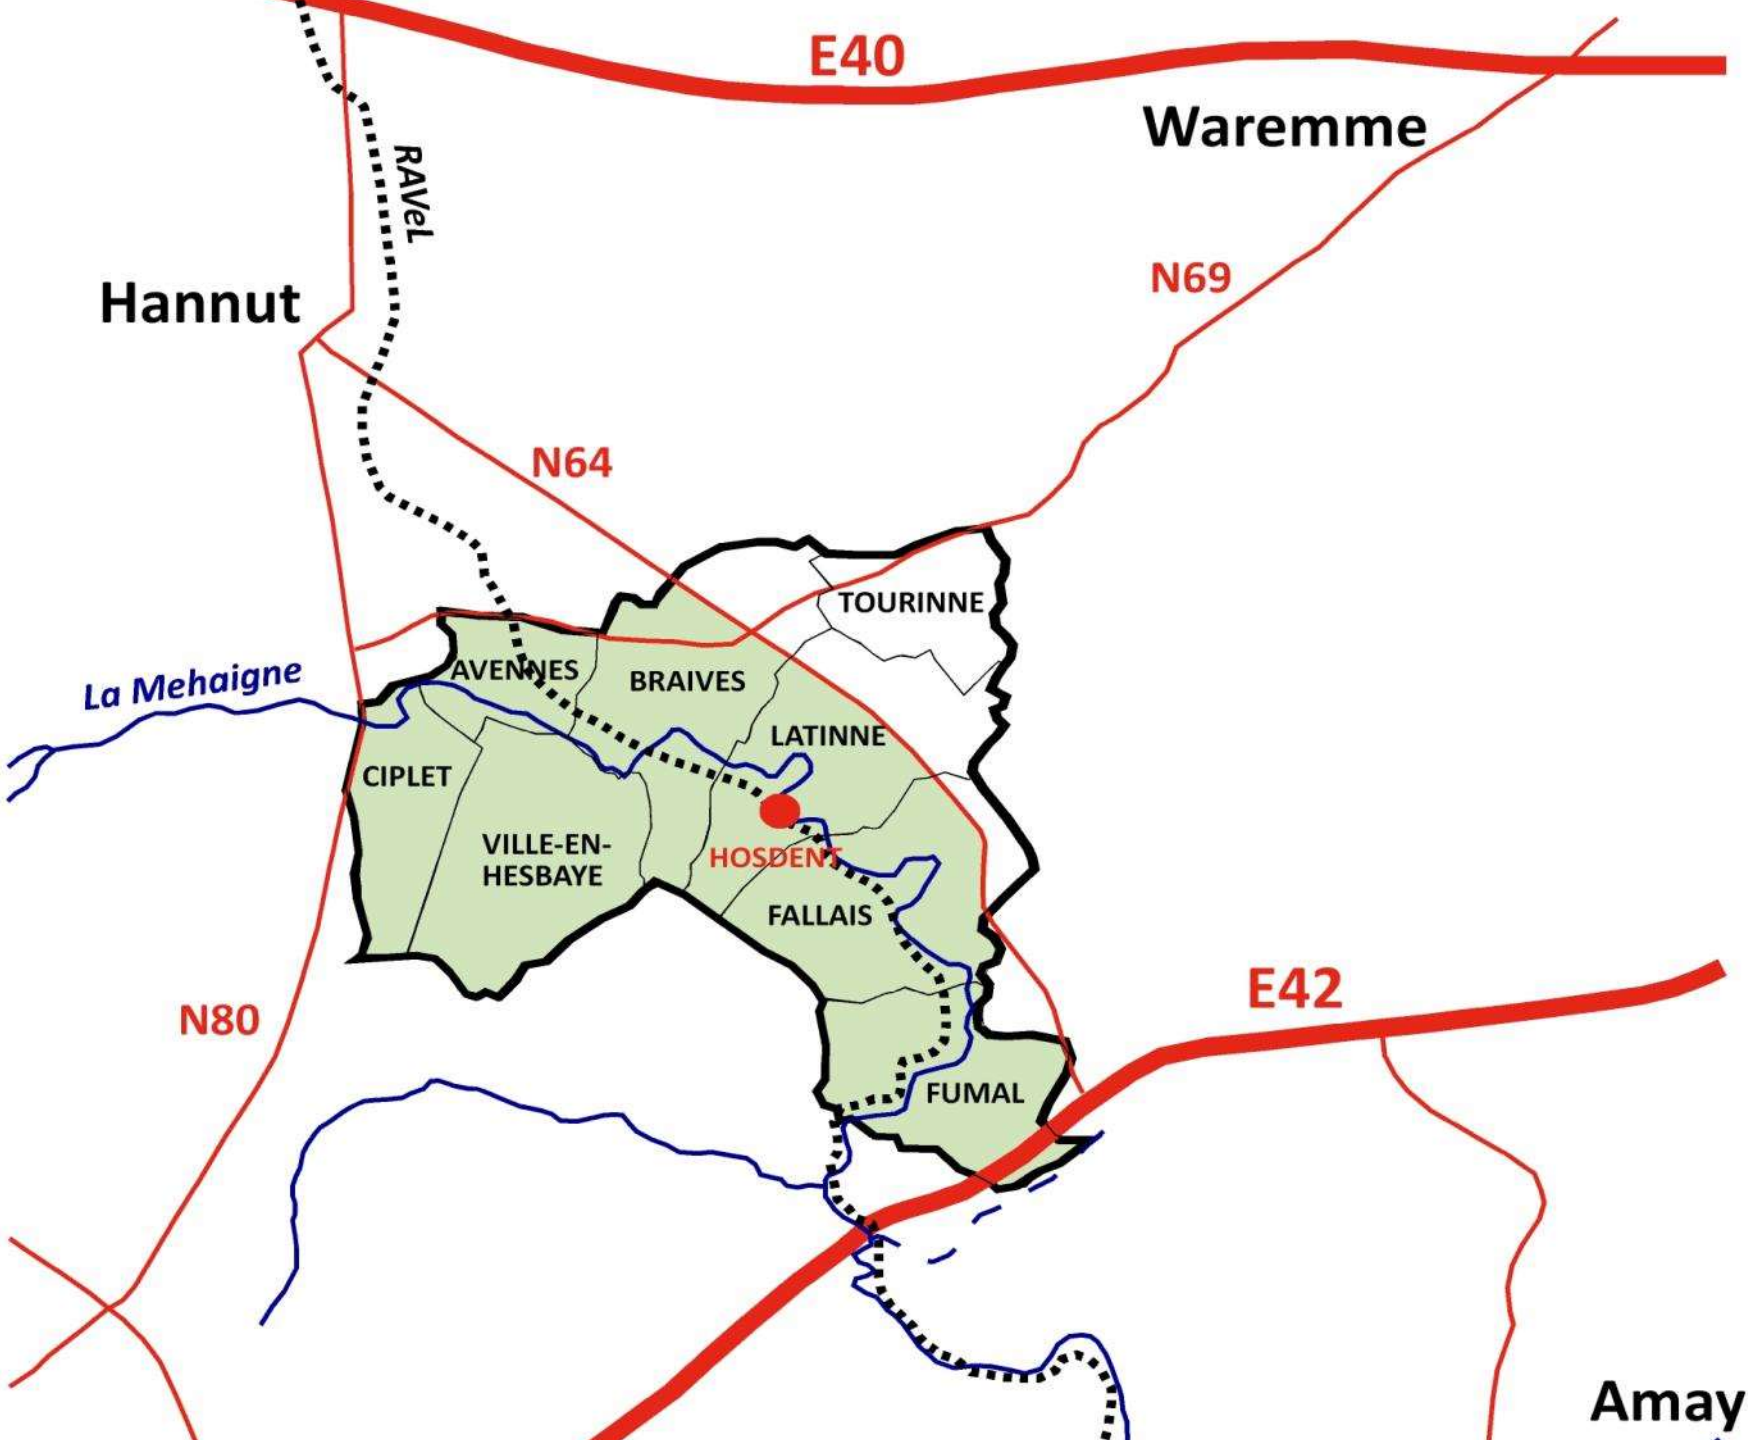 E40
Waremme
RAVeL
N69
Hannut
N64
TOURINNE
La Mehaigne
AVENNES
BRAIVES
LATINNE
CIPLET
VILLE-EN-
HESBAYE
HOSDENT
FALLAIS
E42
N80
FUMAL
Amay